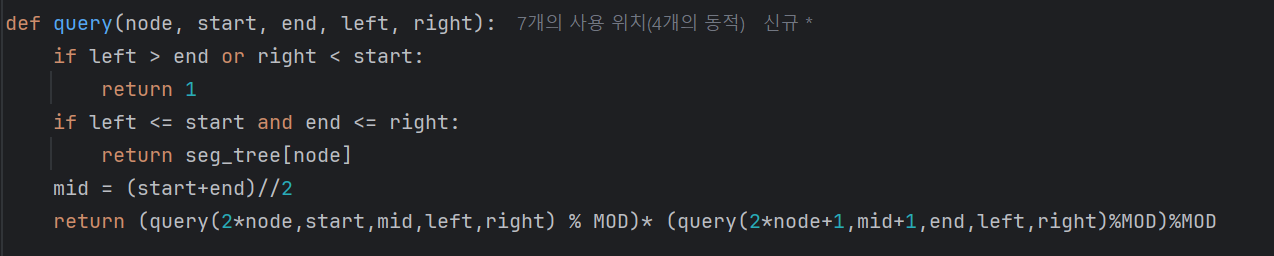 def query(node, start, end, left, right): 7개의 사용 위치(4개의 동적) 신규 *
    if left > end or right < start:
        return 1
    if left <= start and end <= right:
        return seg_tree[node]
    mid = (start+end)//2
    return (query(2*node,start,mid,left,right) % MOD)* (query(2*node+1,mid+1,end,left,right)%MOD)%MOD